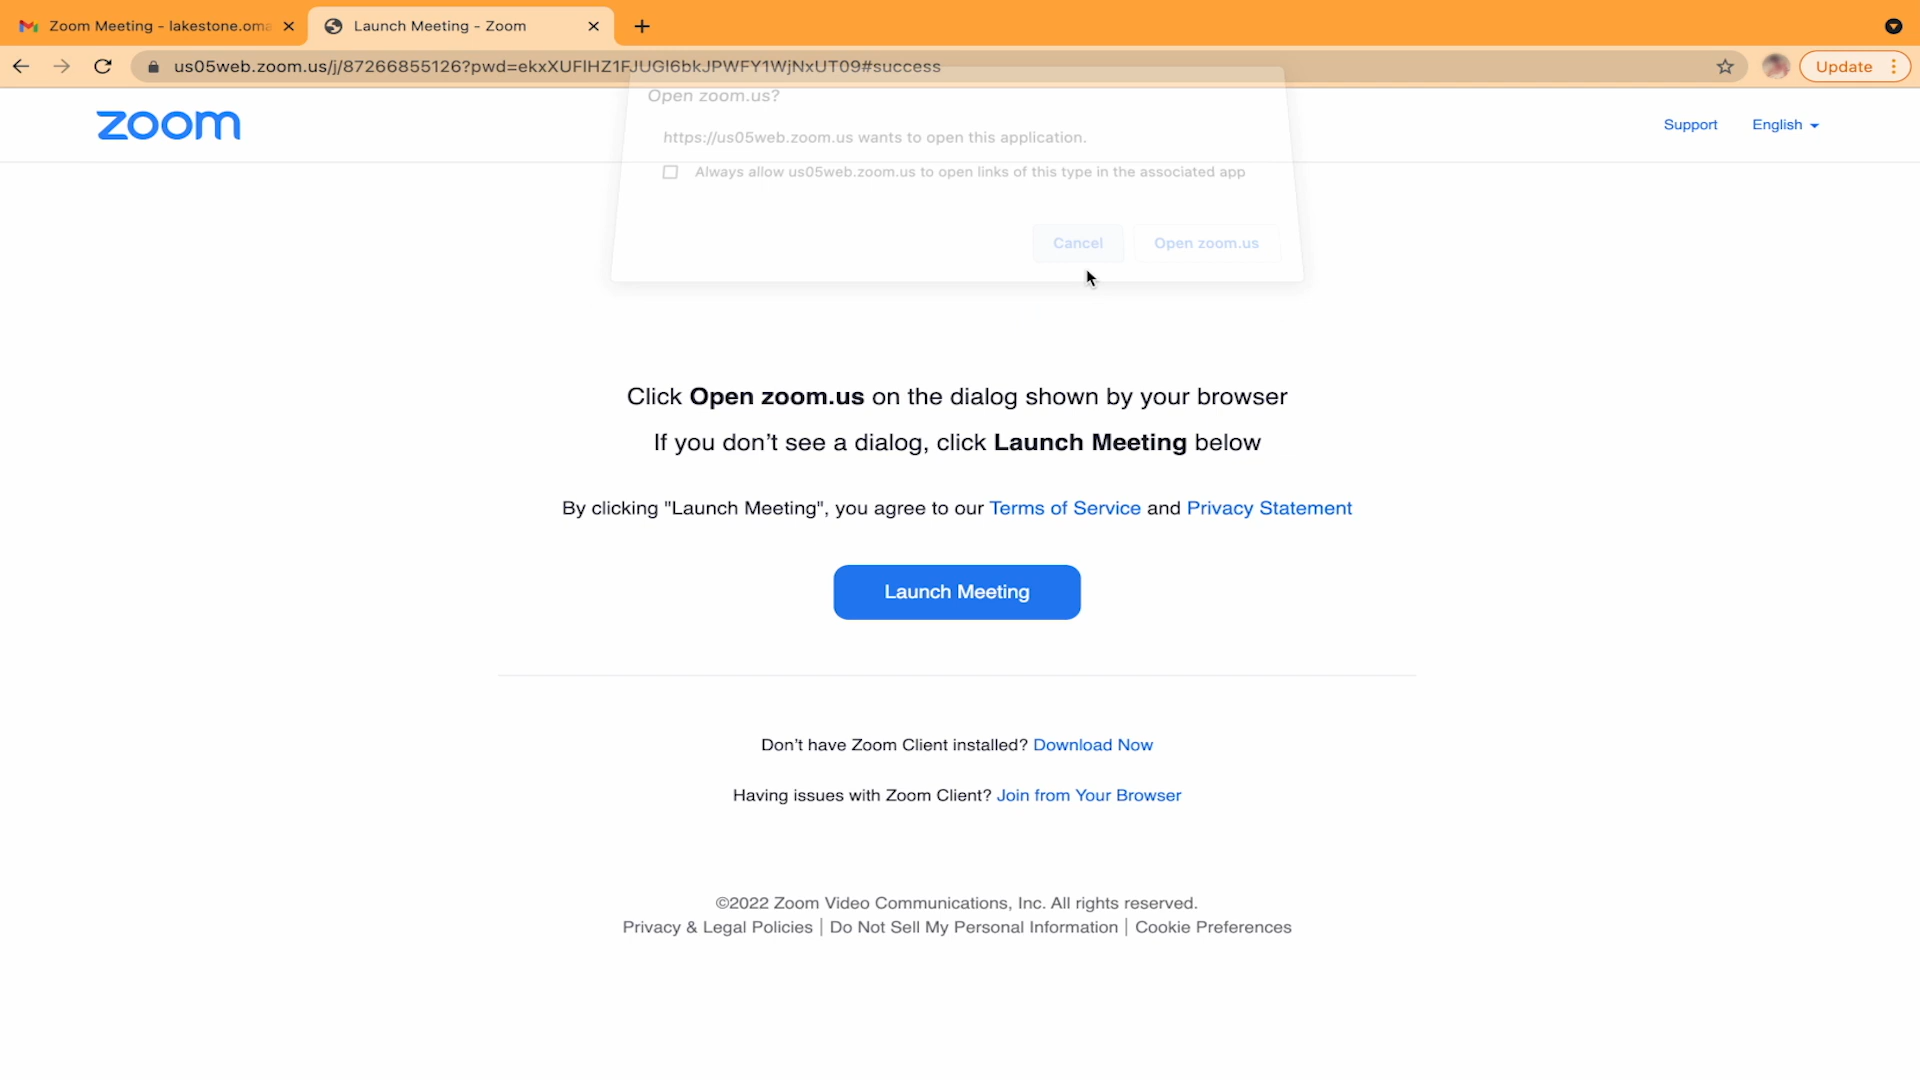 Zoom Meeting - lakestone.oma
Launch Meeting - Zoom
us05web.zoom.us/j/87266855126?pwd=ekxXUFlHZ1FJUGl6bkJPWFY1WjNxUT09#success
Update
Open zoom.us?
https://us05web.zoom.us wants to open this application.
Always allow us05web.zoom.us to open links of this type in the associated app
Cancel
Open zoom.us
zoom
Support
English
Click Open zoom.us on the dialog shown by your browser
If you don’t see a dialog, click Launch Meeting below
By clicking "Launch Meeting", you agree to our Terms of Service and Privacy Statement
Launch Meeting
Don’t have Zoom Client installed? Download Now
Having issues with Zoom Client? Join from Your Browser
©2022 Zoom Video Communications, Inc. All rights reserved.
Privacy & Legal Policies | Do Not Sell My Personal Information | Cookie Preferences